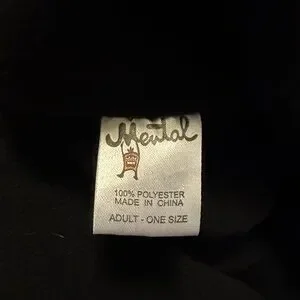 Mental
100% POLYESTER
MADE IN CHINA
ADULT - ONE SIZE